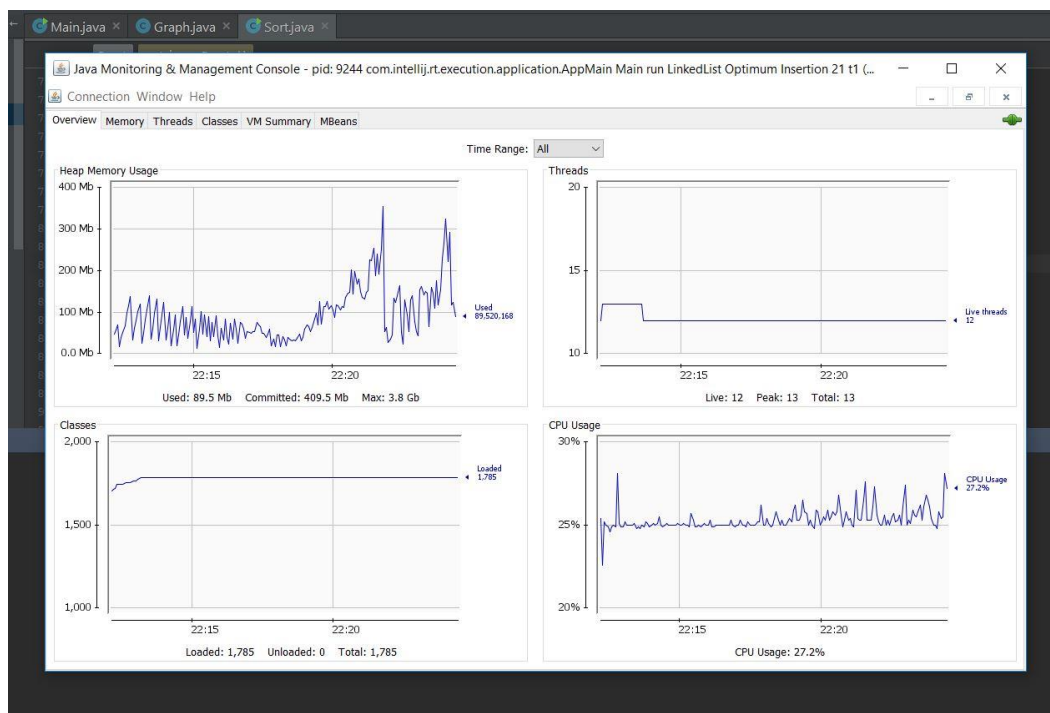 Main.java × Graph.java × Sort.java ×
Java Monitoring & Management Console - pid: 9244 com.intellij.rt.execution.application.AppMain Main run LinkedList Optimum Insertion 21 t1 (...
Connection Window Help
Overview Memory Threads Classes VM Summary MBeans
Time Range: All
Heap Memory Usage
400 Mb
300 Mb
200 Mb
100 Mb
0.0 Mb
Used
89.520.168
22:15 22:20
Used: 89.5 Mb Committed: 409.5 Mb Max: 3.8 Gb
Threads
20
15
10
Live threads
12
22:15 22:20
Live: 12 Peak: 13 Total: 13
Classes
2,000
1,500
1,000
Loaded
1,785
22:15 22:20
Loaded: 1,785 Unloaded: 0 Total: 1,785
CPU Usage
30%
25%
20%
CPU Usage
27.2%
22:15 22:20
CPU Usage: 27.2%